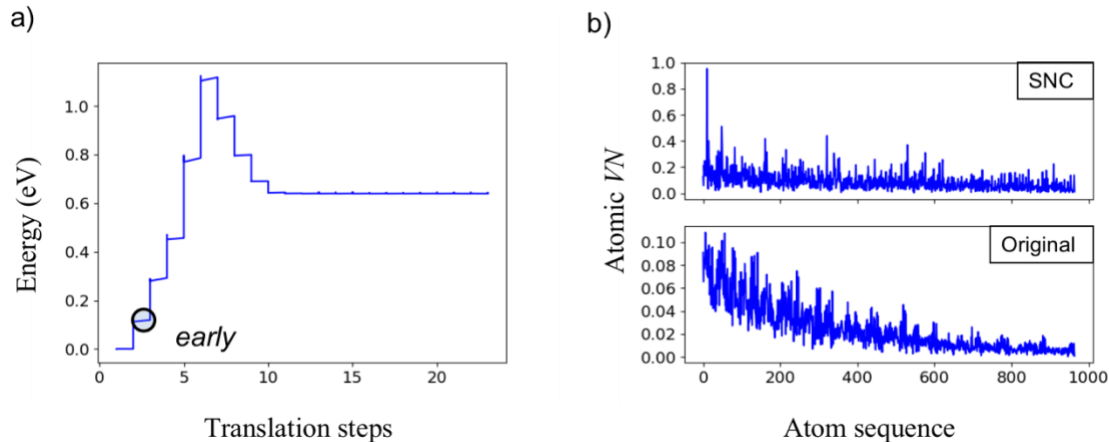 a)
Energy (eV)
1.0
0.8
0.6
0.4
0.2
0.0
early
0 5 10 15 20
Translation steps
b)
Atomic VN
1.0
0.8
0.6
0.4
0.2
0.0
SNC
0.10
0.08
0.06
0.04
0.02
0.00
Original
0 200 400 600 800 1000
Atom sequence